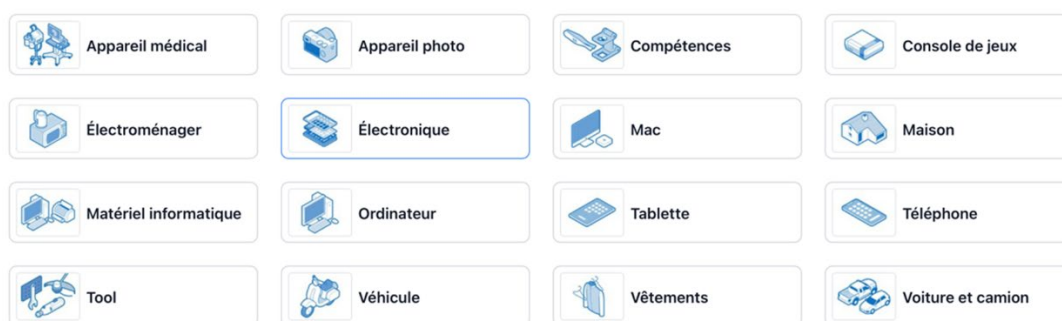 Appareil médical
Appareil photo
Compétences
Console de jeux
Électroménager
Électronique
Mac
Maison
Matériel informatique
Ordinateur
Tablette
Téléphone
Tool
Véhicule
Vêtements
Voiture et camion